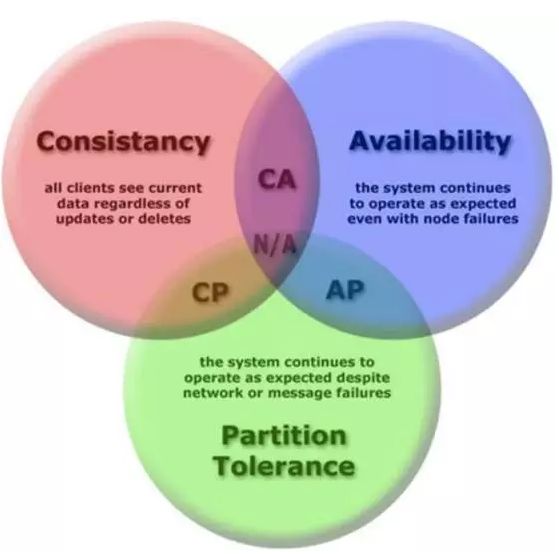 Consistancy
all clients see current
data regardless of
updates or deletes
Availability
the system continues
to operate as expected
even with node failures
CA
N/A
CP
AP
the system continues to
operate as expected despite
network or message failures
Partition
Tolerance